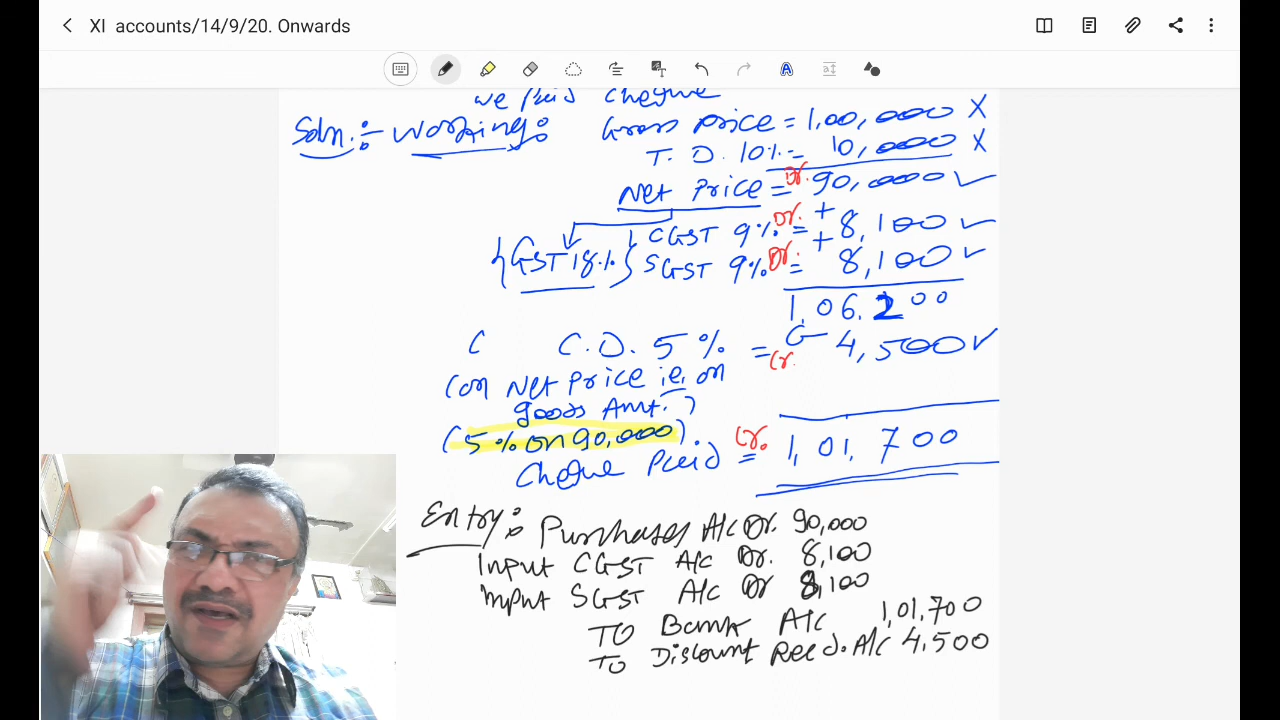 XI accounts/14/9/20. Onwards
we paid cheque
Soln. :- Working: Gross price = 1,00,000 X
T. D. 10% = 10,000 X
Net Price = Dr. 90,000 ✓
{GST 18%} CGST 9% = Dr. + 8,100 ✓
SGST 9% = Dr. + 8,100 ✓
1,06,200
C C.D. 5% = Cr. - 4,500 ✓
(on Net Price i.e. on
goods Amt.)
(5% on 90,000).
Cheque Paid = Cr. 1,01,700
Entry: Purchases A/c Dr. 90,000
Input CGST A/c Dr. 8,100
Input SGST A/c Dr 8,100
TO Bank A/c 1,01,700
To Discount Recd. A/c 4,500